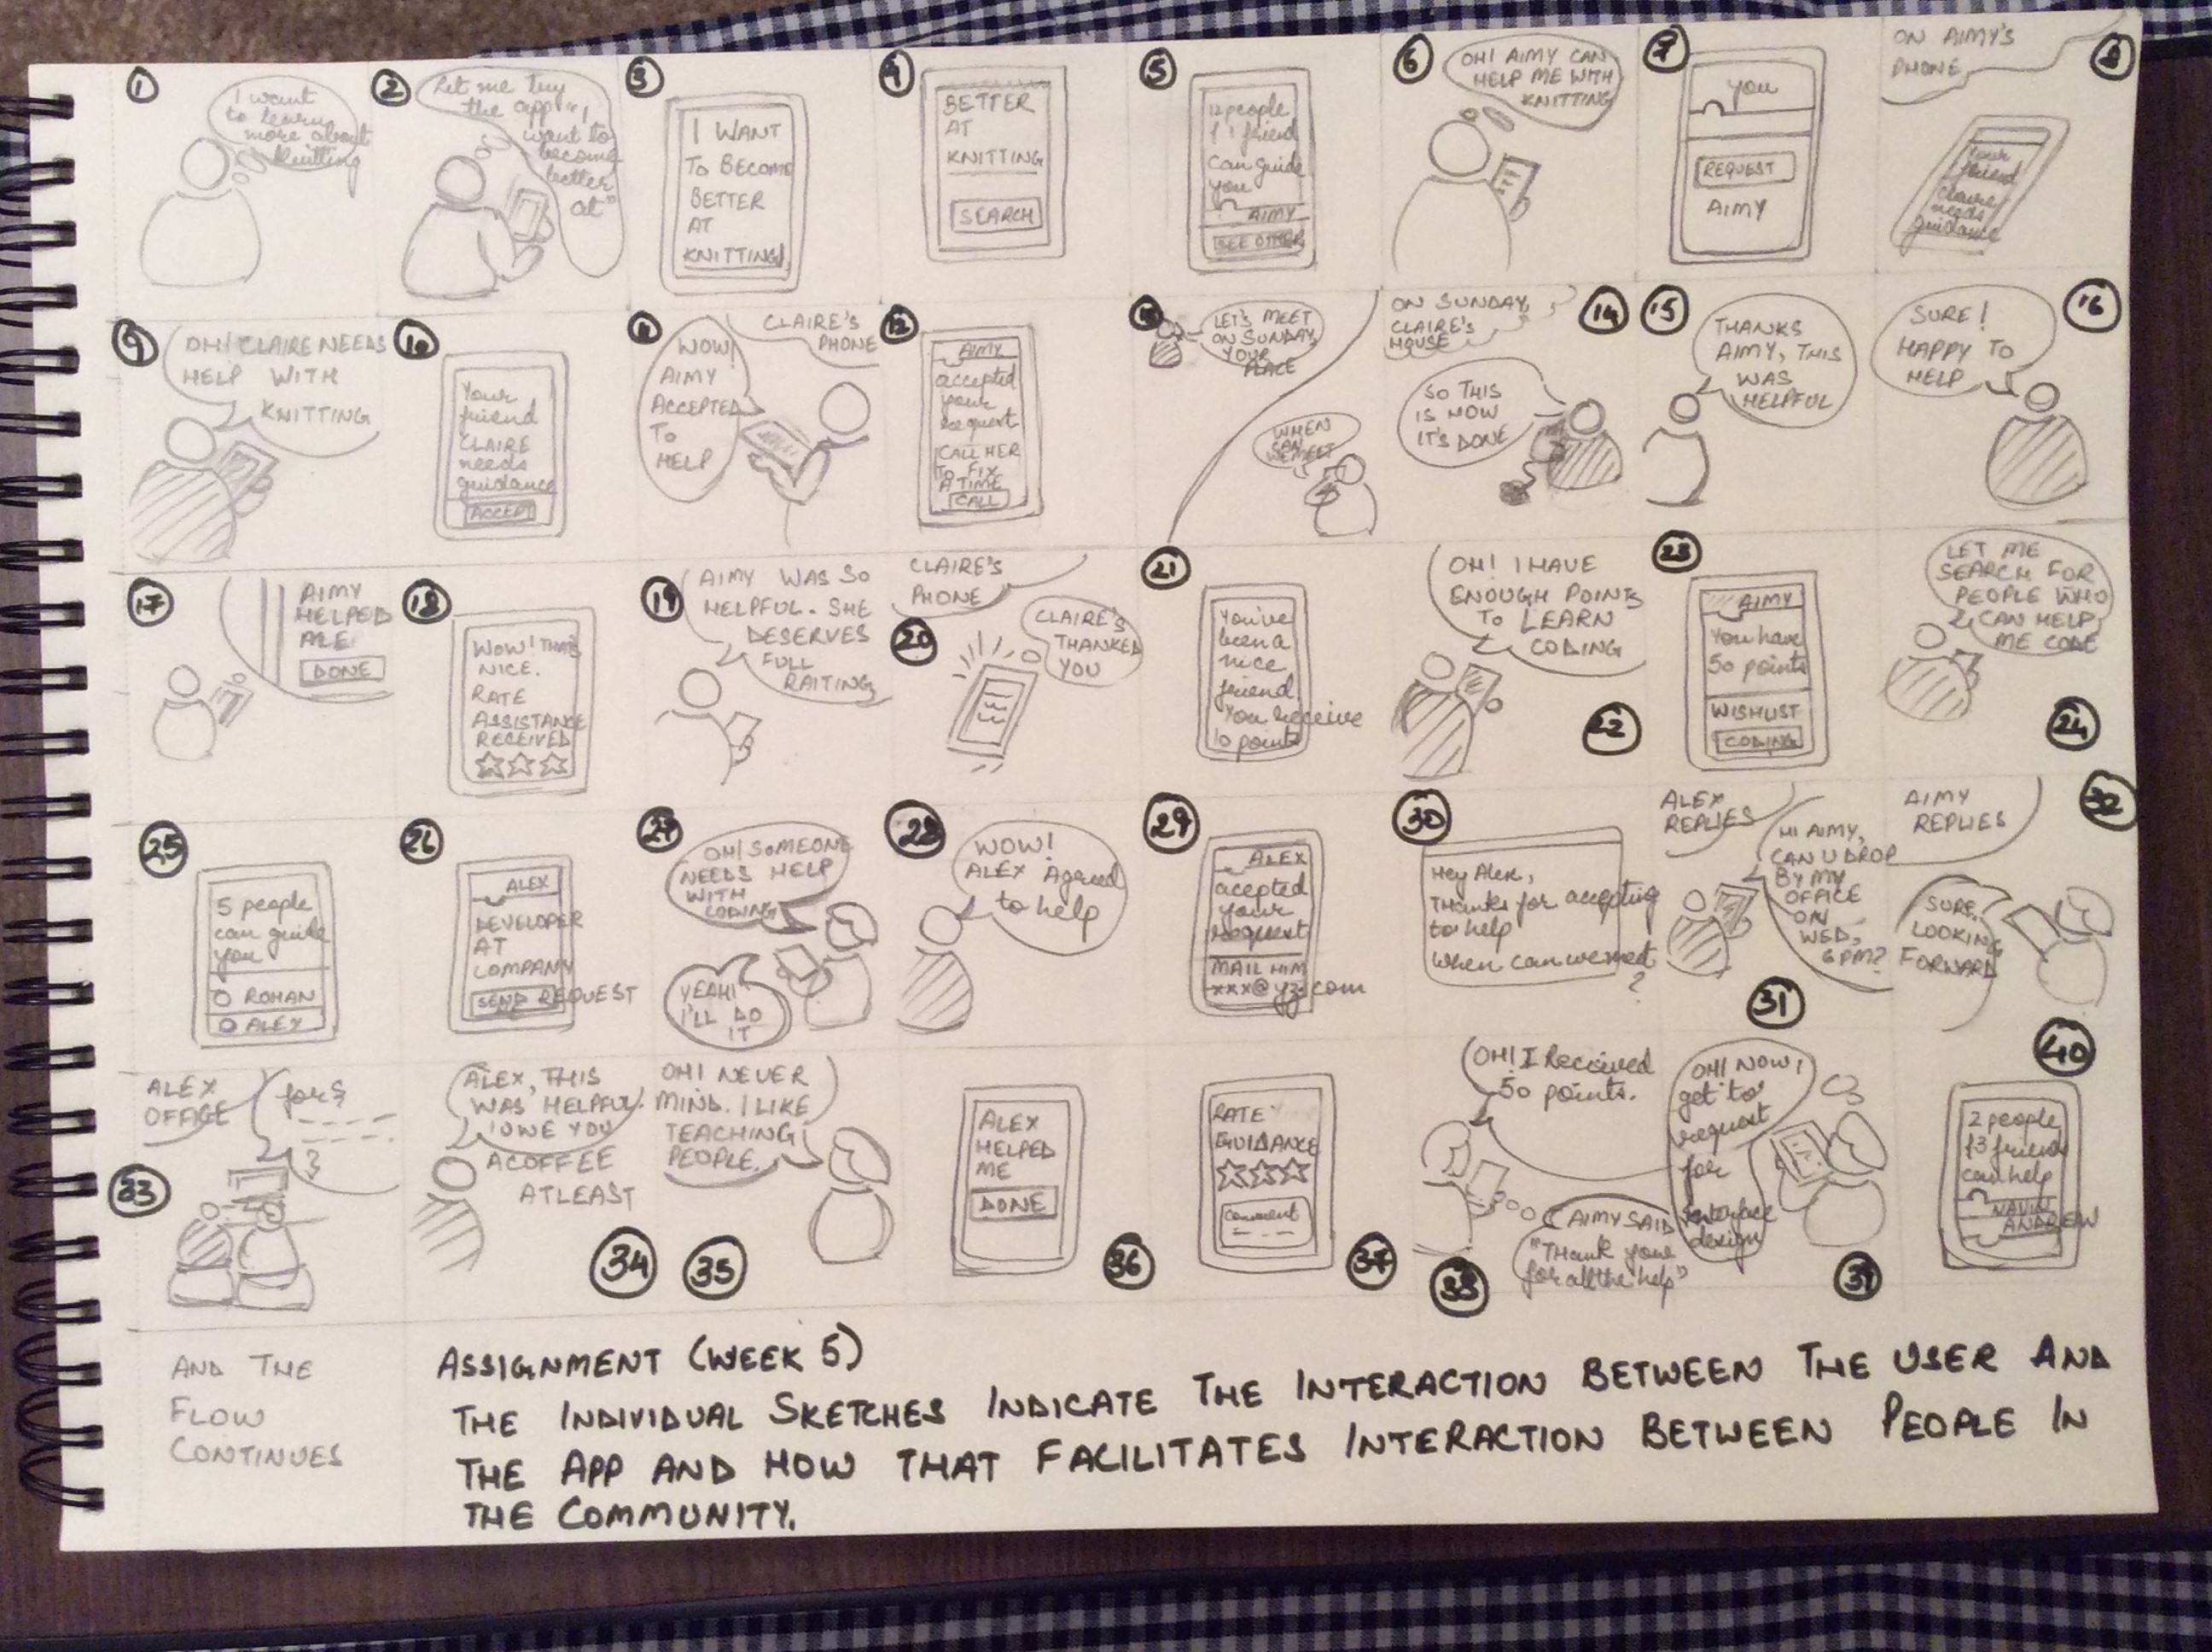 1
I want
to learn
more about
knitting
2
Let me buy
the app "I
want to
become
better
at"
3
I WANT
TO BECOME
BETTER
AT
KNITTING
4
BETTER
AT
KNITTING
SEARCH
5
12 people
& 1 friend
can guide
you
AIMY
SEE OTHER
6
OH! AIMY CAN
HELP ME WITH
KNITTING
7
you
REQUEST
AIMY
8
ON AIMY'S
PHONE
Your
friend
claire
needs
guidance
9
OH! CLAIRE NEEDS
HELP WITH
KNITTING
10
Your
friend
CLAIRE
needs
guidance
ACCEPT
11
CLAIRE'S
PHONE
WOW!
AIMY
ACCEPTED
TO
HELP
12
AIMY
accepted
your
request
CALL HER
TO FIX
A TIME
CALL
13
LET'S MEET
ON SUNDAY,
YOUR
PLACE
WHEN
CAN
WE MEET
14
ON SUNDAY,
CLAIRE'S
HOUSE
SO THIS
IS HOW
IT'S DONE
15
THANKS
AIMY, THIS
WAS
HELPFUL
16
SURE!
HAPPY TO
HELP
17
AIMY
HELPED
ME
DONE
18
WOW! THAT'S
NICE.
RATE
ASSISTANCE
RECEIVED
19
AIMY WAS SO
HELPFUL. SHE
DESERVES
FULL
RAITING
20
CLAIRE'S
PHONE
CLAIRE'S
THANKED
YOU
21
You've
been a
nice
friend.
You receive
10 points
22
OH! I HAVE
ENOUGH POINTS
TO LEARN
CODING
23
AIMY
You have
50 points
WISHLIST
CODING
24
LET ME
SEARCH FOR
PEOPLE WHO
CAN HELP
ME CODE
25
5 people
can guide
you
ROHAN
ALEX
26
ALEX
DEVELOPER
AT
COMPANY
SEND REQUEST
27
OH! SOMEONE
NEEDS HELP
WITH
CODING
YEAH!
I'LL DO
IT
28
WOW!
ALEX Agreed
to help
29
ALEX
acepted
your
request
MAIL HIM
xxx@yz.com
30
Hey Alex,
Thanks for accepting
to help
When can we meet
?
31
ALEX
REPLIES
HI AIMY,
CAN U DROP
BY MY
OFFICE
ON
WED,
6 PM?
32
AIMY
REPLIES
SURE.
LOOKING
FORWARD
33
ALEX
OFFICE
for {
}
34
ALEX, THIS
WAS HELPFUL.
I OWE YOU
A COFFEE
ATLEAST
35
OH! NEVER
MIND. I LIKE
TEACHING
PEOPLE.
36
ALEX
HELPED
ME
DONE
37
RATE
GUIDANCE
Comment
38
OH! I Received
50 points.
AIMY SAID
"Thank your
for all the help"
39
OH! NOW I
get to
request
for
interface
design
40
2 people
& 3 friends
can help
NAVIN
ANDREW
AND THE
FLOW
CONTINUES
ASSIGNMENT (WEEK 5)
THE INDIVIDUAL SKETCHES INDICATE THE INTERACTION BETWEEN THE USER AND
THE APP AND HOW THAT FACILITATES INTERACTION BETWEEN PEOPLE IN
THE COMMUNITY.